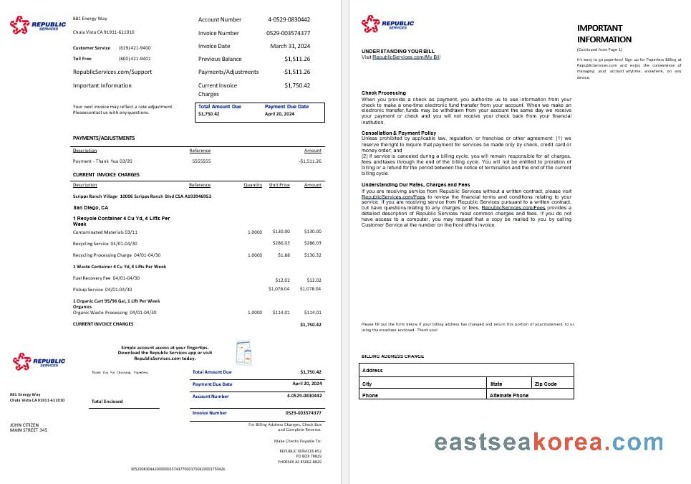 REPUBLIC
SERVICES
881 Energy Way
Chula Vista CA 91911-611930
Customer Service (619)421-9400
Toll Free (800)421-9401
RepublicServices.com/Support
Important Information
Your next invoice may reflect a rate adjustment
Please contact us with any questions.
Account Number 4-0529-0830442
Invoice Number 0529-003574377
Invoice Date March 31, 2024
Previous Balance $1,511.26
Payments/Adjustments -$1,511.26
Current Invoice Charges $1,750.42
Total Amount Due Payment Due Date
$1,750.42 April 20, 2024
PAYMENTS/ADJUSTMENTS
Description Reference Amount
Payment - Thank You 03/20 5555555 -$1,511.26
CURRENT INVOICE CHARGES
Description Reference Quantity Unit Price Amount
Scripps Ranch Village 10006 Scripps Ranch Blvd CSA
San Diego, CA
1 Recycle Container 4 Cu Yd, 4 Lifts Per
Week
Contaminated Materials 03/11 1.0000 $130.00 $130.00
Recycling Service 04/01-04/30 $286.03 $286.03
Recycling Processing Charge 04/01-04/30 1.0000
1 Waste Container 4 Cu Yd, 4 Lifts Per Week
Fuel Recovery Fee 04/01-04/30 $12.02 $12.02
Pickup Service 04/01-04/30 $1,078.04 $1,078.04
1 Organic Cart 95/96 Gal, 1 Lift Per Week
Organics
Organic Waste Processing 04/01-04/30 1.0000 $114.01 $114.01
CURRENT INVOICE CHARGES $1,750.42
Simple account access at your fingertips.
Download the Republic Services app or visit
RepublicServices.com today.
REPUBLIC
SERVICES
Total Amount Due $1,750.42
Payment Due Date April 20, 2024
Account Number 4-0529-0830442
Invoice Number 0529-003574377
881 Energy Way
Chula Vista CA 91911-611930
Total Enclosed
JOHN CITIZEN
MAIN STREET 345
For Billing Address Changes, Check Box
and Complete Reverse.
Make Checks Payable To:
REPUBLIC SERVICES
PO BOX
PHOENIX AZ
REPUBLIC
SERVICES
IMPORTANT
INFORMATION
(Continued from Page 1)
It's easy to go paperless! Sign up for Paperless Billing at
RepublicServices.com and enjoy the convenience of
managing your account anytime, anywhere, on any
device.
UNDERSTANDING YOUR BILL
Visit RepublicServices.com/MyBill
Check Processing
When you provide a check as payment, you authorize us to use information from your
check to make a one-time electronic fund transfer from your account. When we make an
electronic transfer, funds may be withdrawn from your account the same day we receive
your payment or check and you will not receive your check back from your financial
institution.
Cancellation & Payment Policy
Unless prohibited by applicable law, regulation, or franchise or other agreement: (1) we
reserve the right to require that payment for services be made only by check, credit card or
money order; and
(2) if service is canceled during a billing cycle, you will remain responsible for all charges,
fees and taxes through the end of the billing cycle. You will not be entitled to proration of
billing or a refund for the period between the notice of termination and the end of the current
billing cycle.
Understanding Our Rates, Charges and Fees
If you are receiving service from Republic Services without a written contract, please visit
RepublicServices.com/Fees to review the financial terms and conditions relating to your
service. If you are receiving service from Republic Services pursuant to a written contract,
but have questions relating to any charges or fees, RepublicServices.com/Fees provides a
detailed description of Republic Services most common charges and fees. If you do not
have access to a computer, you may request that a copy be mailed to you by calling
Customer Service at the number on the front of this invoice.
Please fill out the form below if your billing address has changed and return this portion of your statement to us
using the envelope enclosed. Thank you!
BILLING ADDRESS CHANGE
Address
City State Zip Code
Phone Alternate Phone
eastseakorea.com